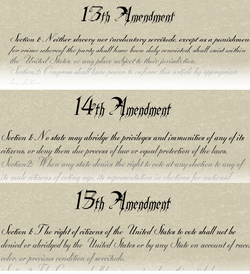 13th Amendment
Section 1: Neither slavery nor involuntary servitude, except as a punishment
for crime whereof the party shall have been duly convicted, shall exist within
the United States, or any place subject to their jurisdiction.
Section 2: Congress shall have power to enforce this article by appropriate
14th Amendment
Section 1: No state may abridge the privileges and immunities of any of its
citizens, or deny them due process of law or equal protection of the laws.
Section 2: When any state denies the right to vote at any election to any of
its male citizens of voting age, its representation in
15th Amendment
Section 1: The right of citizens of the United States to vote shall not be
denied or abridged by the United States or by any State on account of race,
color, or previous condition of servitude.